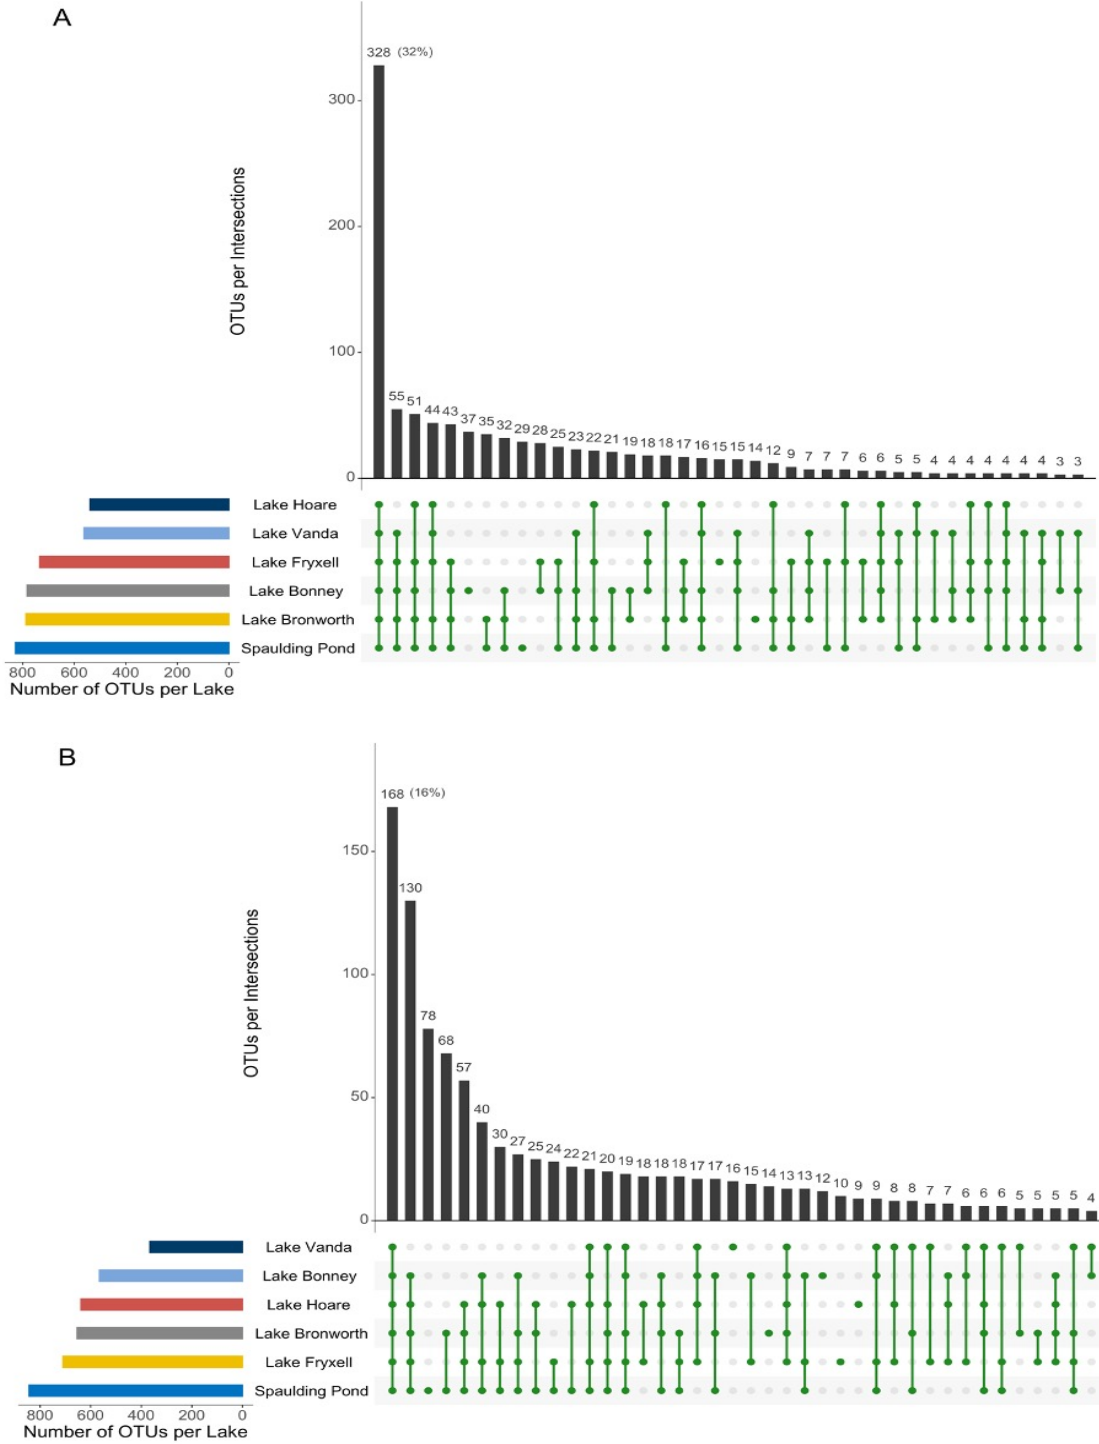 A
328 (32%)
300
200
100
0
OTUs per Intersections
55 51 44 43 37 35 32 29 28 25 23 22 21 19 18 18 17 16 15 15 14 12 9 7 7 7 6 6 5 5 4 4 4 4 4 4 4 3 3
Lake Hoare
Lake Vanda
Lake Fryxell
Lake Bonney
Lake Bronworth
Spaulding Pond
800 600 400 200 0
Number of OTUs per Lake
B
168 (16%)
150
130
100
78
68
57
50
40
30 27 25 24 22 21 20 19 18 18 18 17 17 16 15 14 13 13 12 10 9 9 8 8 7 7 6 6 6 5 5 5 5 4
0
OTUs per Intersections
Lake Vanda
Lake Bonney
Lake Hoare
Lake Bronworth
Lake Fryxell
Spaulding Pond
800 600 400 200 0
Number of OTUs per Lake